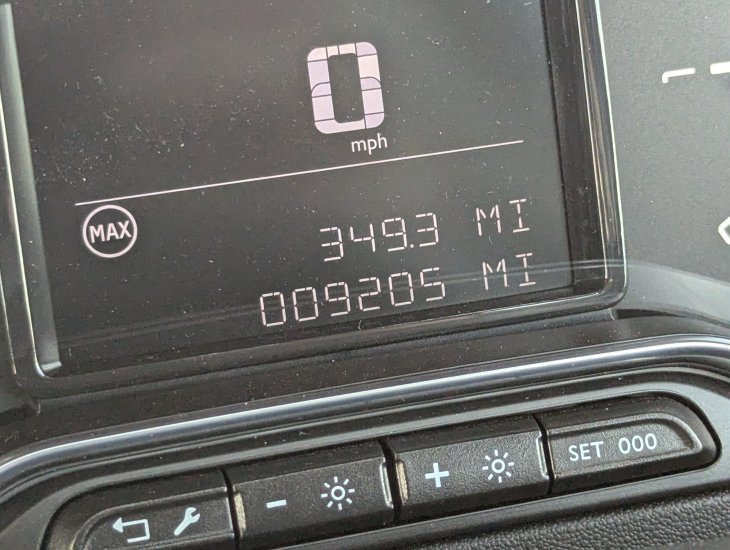 0
mph
MAX
349.3 MI
009205 MI
- +
SET 000